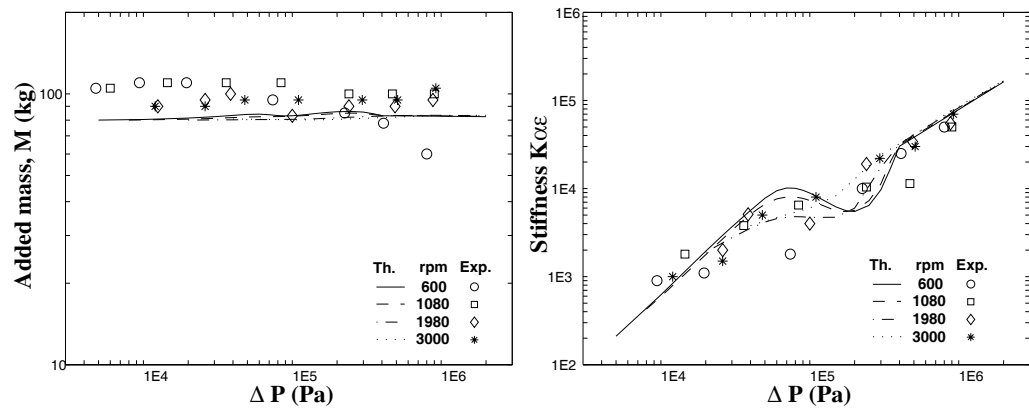 Added mass, M (kg)
100
10
1E4
1E5
1E6
Δ P (Pa)
Th. rpm Exp.
600
1080
1980
3000
Stiffness Kαε
1E6
1E5
1E4
1E3
1E2
1E4
1E5
1E6
Δ P (Pa)
Th. rpm Exp.
600
1080
1980
3000